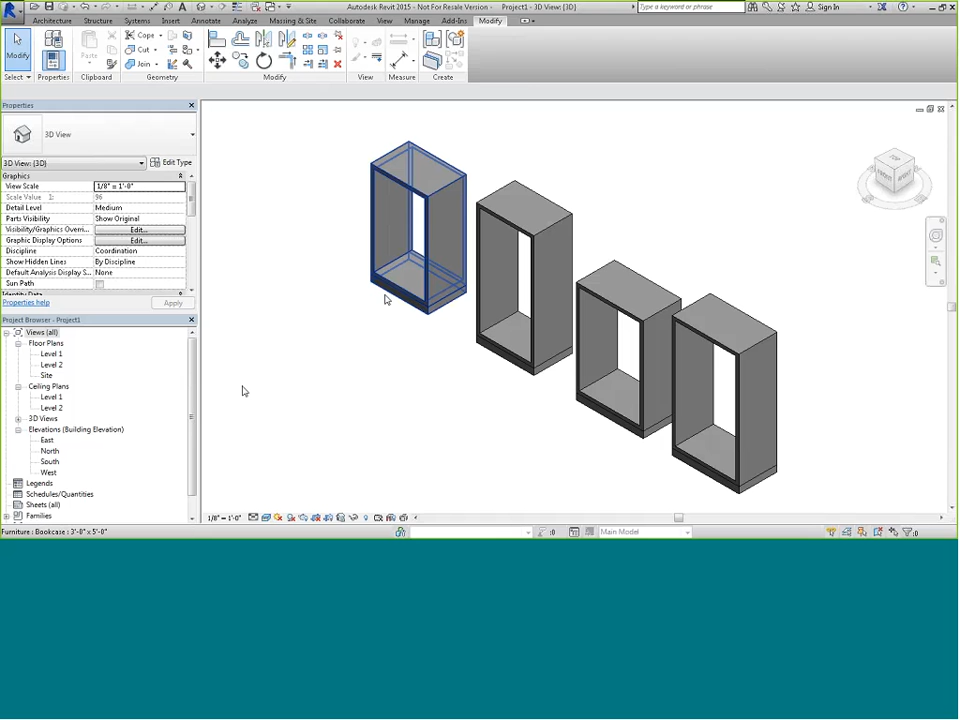 Autodesk Revit 2015 - Not For Resale Version - Project1 - 3D View: {3D}
Type a keyword or phrase
Sign In
Architecture Structure Systems Insert Annotate Analyze Massing & Site Collaborate View Manage Add-Ins Modify
Modify
Paste
Cope
Cut
Join
Select Properties Clipboard Geometry Modify View Measure Create
Properties
3D View
3D View: {3D}
Edit Type
Graphics
View Scale 1/8" = 1'-0"
Scale Value 1: 96
Detail Level Medium
Parts Visibility Show Original
Visibility/Graphics Overri... Edit...
Graphic Display Options Edit...
Discipline Coordination
Show Hidden Lines By Discipline
Default Analysis Display S... None
Sun Path
Identity Data
Properties help
Apply
Project Browser - Project1
Views (all)
Floor Plans
Level 1
Level 2
Site
Ceiling Plans
Level 1
Level 2
3D Views
Elevations (Building Elevation)
East
North
South
West
Legends
Schedules/Quantities
Sheets (all)
Families
TOP
FRONT
RIGHT
1/8" = 1'-0"
Furniture : Bookcase : 3'-0" x 5'-0"
:0
Main Model
:0